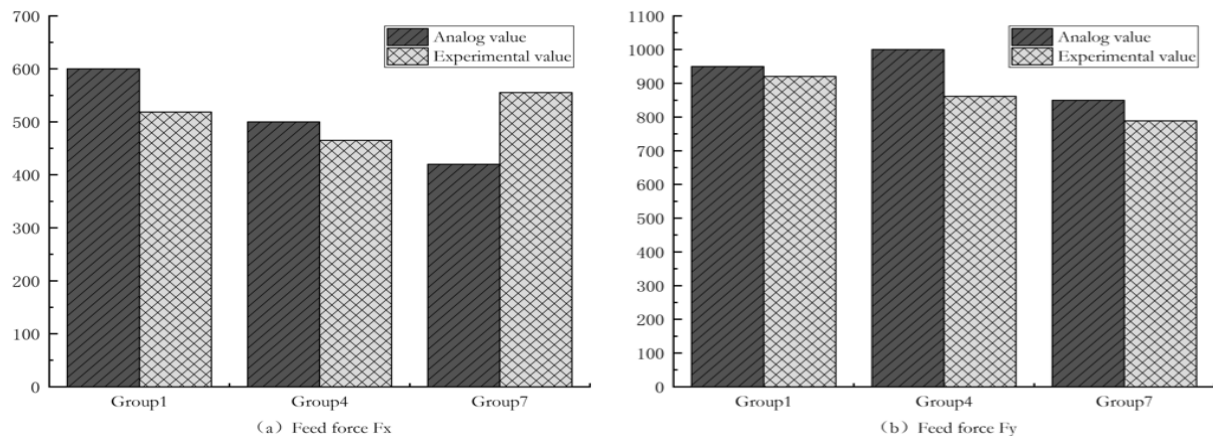 700
600
500
400
300
200
100
0
Analog value
Experimental value
Group1 Group4 Group7
（a）Feed force Fx
1100
1000
900
800
700
600
500
400
300
200
100
0
Analog value
Experimental value
Group1 Group4 Group7
（b）Feed force Fy